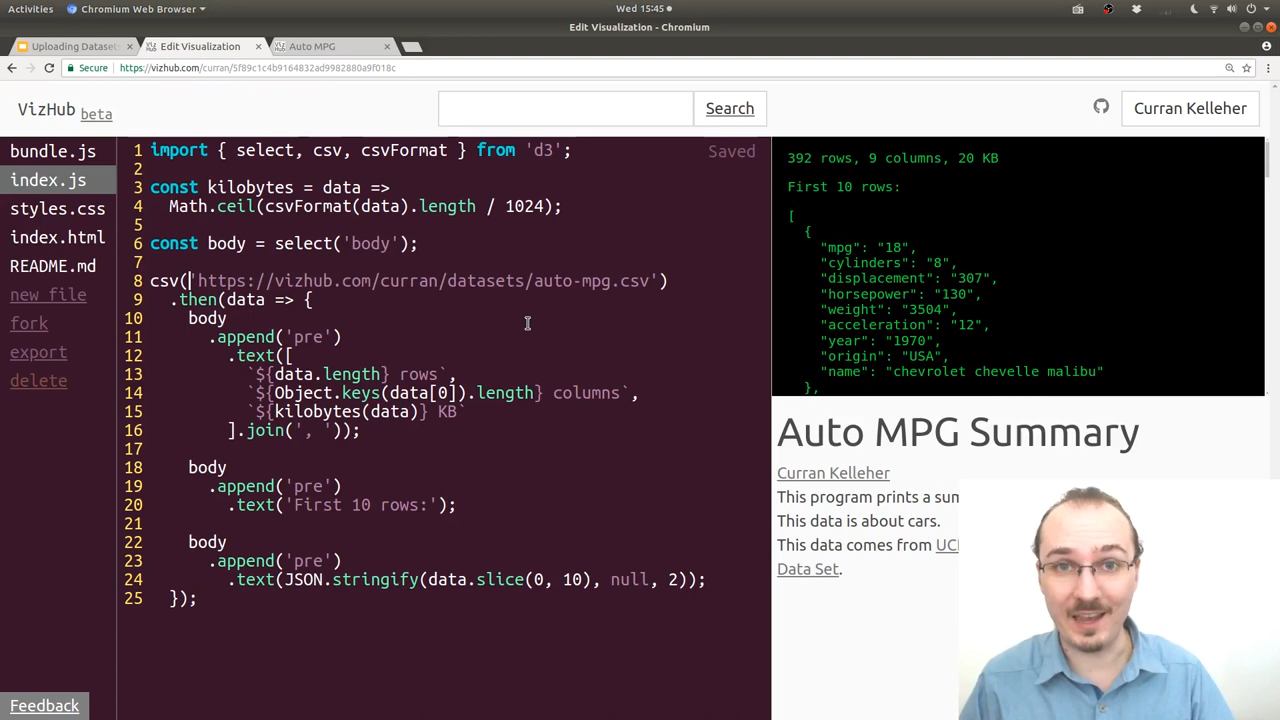 Activities
Chromium Web Browser
Wed 15:45
Edit Visualization - Chromium
Uploading Datasets
Edit Visualization
Auto MPG
Secure
https://vizhub.com/curran/5f89c1c4b9164832ad9982880a9f018c
VizHub beta
Search
Curran Kelleher
bundle.js
index.js
styles.css
index.html
README.md
new file
fork
export
delete
Feedback
Saved
1 import { select, csv, csvFormat } from 'd3';
2
3 const kilobytes = data =>
4   Math.ceil(csvFormat(data).length / 1024);
5
6 const body = select('body');
7
8 csv('https://vizhub.com/curran/datasets/auto-mpg.csv')
9   .then(data => {
10     body
11       .append('pre')
12         .text([
13           `${data.length} rows`,
14           `${Object.keys(data[0]).length} columns`,
15           `${kilobytes(data)} KB`
16         ].join(', '));
17
18     body
19       .append('pre')
20         .text('First 10 rows:');
21
22     body
23       .append('pre')
24         .text(JSON.stringify(data.slice(0, 10), null, 2));
25   });
392 rows, 9 columns, 20 KB
First 10 rows:
[
  {
    "mpg": "18",
    "cylinders": "8",
    "displacement": "307",
    "horsepower": "130",
    "weight": "3504",
    "acceleration": "12",
    "year": "1970",
    "origin": "USA",
    "name": "chevrolet chevelle malibu"
  },
Auto MPG Summary
Curran Kelleher
This program prints a sum
This data is about cars.
This data comes from UCI
Data Set.